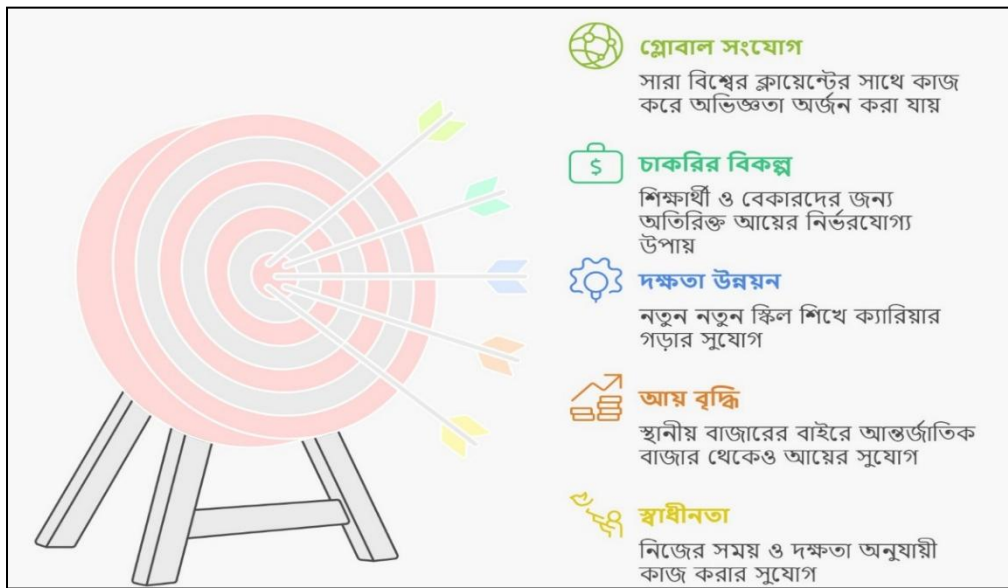 গ্লোবাল সংযোগ
সারা বিশ্বের ক্লায়েন্টের সাথে কাজ
করে অভিজ্ঞতা অর্জন করা যায়
$
চাকরির বিকল্প
শিক্ষার্থী ও বেকারদের জন্য
অতিরিক্ত আয়ের নির্ভরযোগ্য
উপায়
দক্ষতা উন্নয়ন
নতুন নতুন স্কিল শিখে ক্যারিয়ার
গড়ার সুযোগ
আয় বৃদ্ধি
স্থানীয় বাজারের বাইরে আন্তর্জাতিক
বাজার থেকেও আয়ের সুযোগ
স্বাধীনতা
নিজের সময় ও দক্ষতা অনুযায়ী
কাজ করার সুযোগ